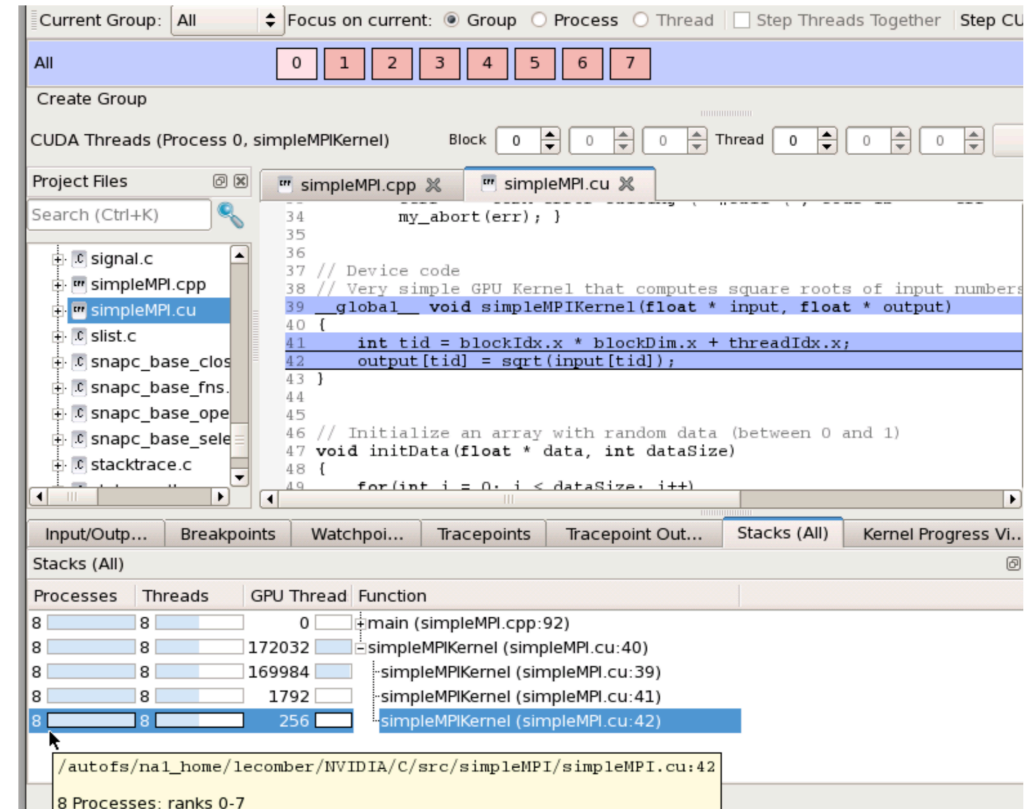 Current Group: All Focus on current: Group Process Thread Step Threads Together Step CU
All 0 1 2 3 4 5 6 7
Create Group
CUDA Threads (Process 0, simpleMPIKernel) Block 0 0 0 Thread 0 0 0
Project Files
Search (Ctrl+K)
signal.c
simpleMPI.cpp
simpleMPI.cu
slist.c
snapc_base_clos
snapc_base_fns.
snapc_base_ope
snapc_base_sele
stacktrace.c
simpleMPI.cpp simpleMPI.cu
34 my_abort(err); }
35
36
37 // Device code
38 // Very simple GPU Kernel that computes square roots of input numbers
39 __global__ void simpleMPIKernel(float * input, float * output)
40 {
41 int tid = blockIdx.x * blockDim.x + threadIdx.x;
42 output[tid] = sqrt(input[tid]);
43 }
44
45
46 // Initialize an array with random data (between 0 and 1)
47 void initData(float * data, int dataSize)
48 {
49 for(int i = 0; i < dataSize; i++)
Input/Outp... Breakpoints Watchpoi... Tracepoints Tracepoint Out... Stacks (All) Kernel Progress Vi...
Stacks (All)
Processes Threads GPU Thread Function
8 8 0 main (simpleMPI.cpp:92)
8 8 172032 simpleMPIKernel (simpleMPI.cu:40)
8 8 169984 simpleMPIKernel (simpleMPI.cu:39)
8 8 1792 simpleMPIKernel (simpleMPI.cu:41)
8 8 256 simpleMPIKernel (simpleMPI.cu:42)
/autofs/na1_home/lecomber/NVIDIA/C/src/simpleMPI/simpleMPI.cu:42
8 Processes: ranks 0-7